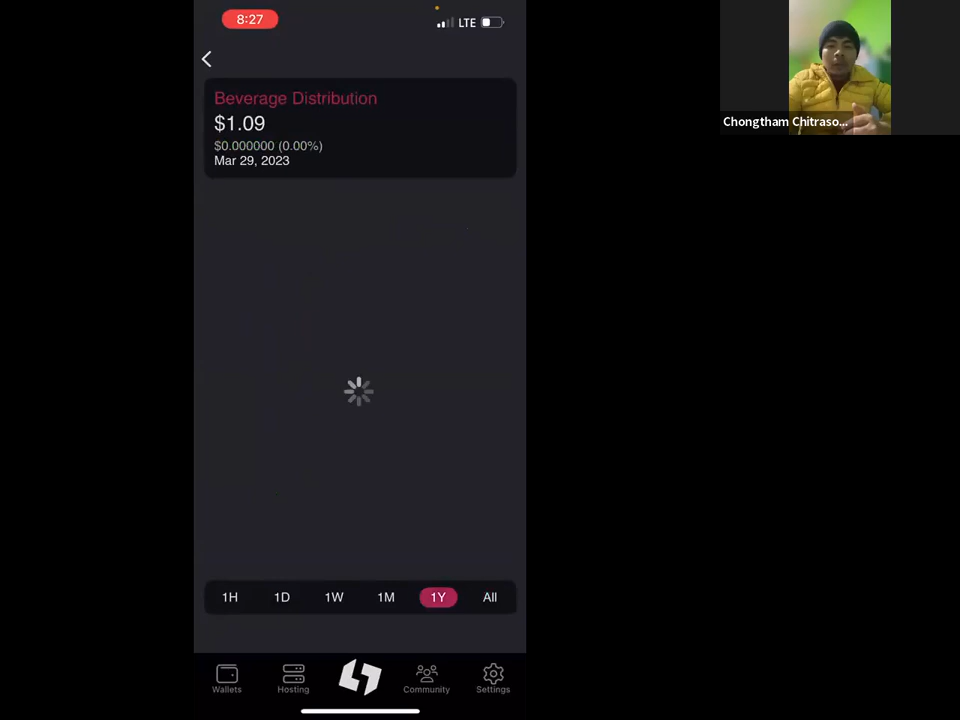 8:27
LTE
Beverage Distribution
$1.09
$0.000000 (0.00%)
Mar 29, 2023
1H 1D 1W 1M 1Y All
Wallets Hosting Community Settings
Chongtham Chitraso...